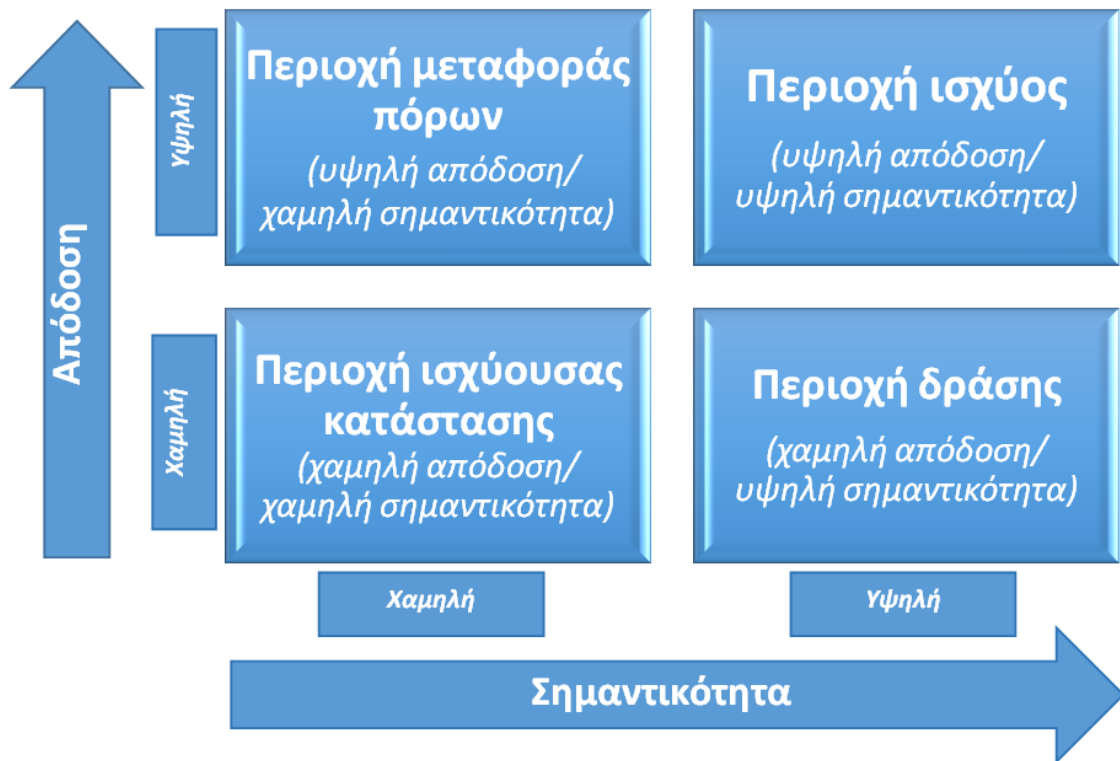 Απόδοση
Υψηλή
Περιοχή μεταφοράς
πόρων
(υψηλή απόδοση/
χαμηλή σημαντικότητα)
Περιοχή ισχύος
(υψηλή απόδοση/
υψηλή σημαντικότητα)
Χαμηλή
Περιοχή ισχύουσας
κατάστασης
(χαμηλή απόδοση/
χαμηλή σημαντικότητα)
Περιοχή δράσης
(χαμηλή απόδοση/
υψηλή σημαντικότητα)
Χαμηλή
Υψηλή
Σημαντικότητα